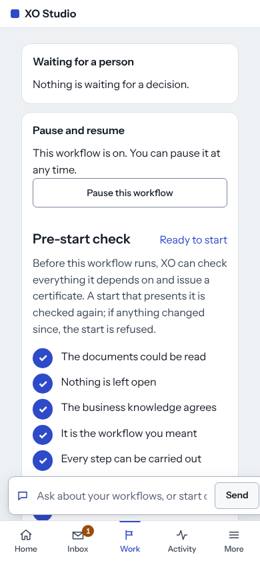 XO Studio
Waiting for a person
Nothing is waiting for a decision.
Pause and resume
This workflow is on. You can pause it at
any time.
Pause this workflow
Pre-start check
Ready to start
Before this workflow runs, XO can check
everything it depends on and issue a
certificate. A start that presents it is
checked again; if anything changed
since, the start is refused.
The documents could be read
Nothing is left open
The business knowledge agrees
It is the workflow you meant
Every step can be carried out
Ask about your workflows, or start
Send
1
Home
Inbox
Work
Activity
More